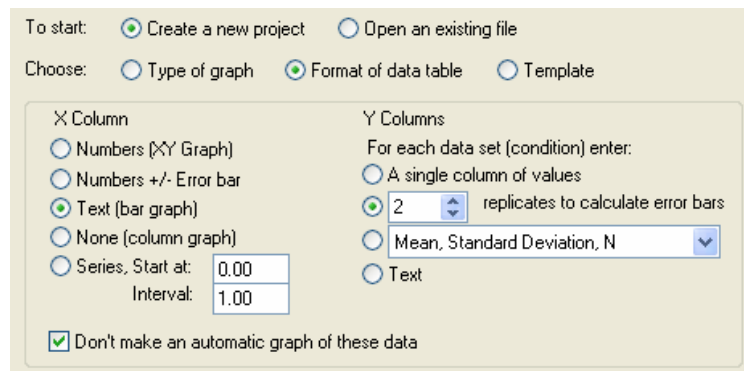 To start: Create a new project Open an existing file
Choose: Type of graph Format of data table Template
X Column
Numbers (XY Graph)
Numbers +/- Error bar
Text (bar graph)
None (column graph)
Series, Start at: 0.00
Interval: 1.00
Y Columns
For each data set (condition) enter:
A single column of values
2 replicates to calculate error bars
Mean, Standard Deviation, N
Text
Don't make an automatic graph of these data